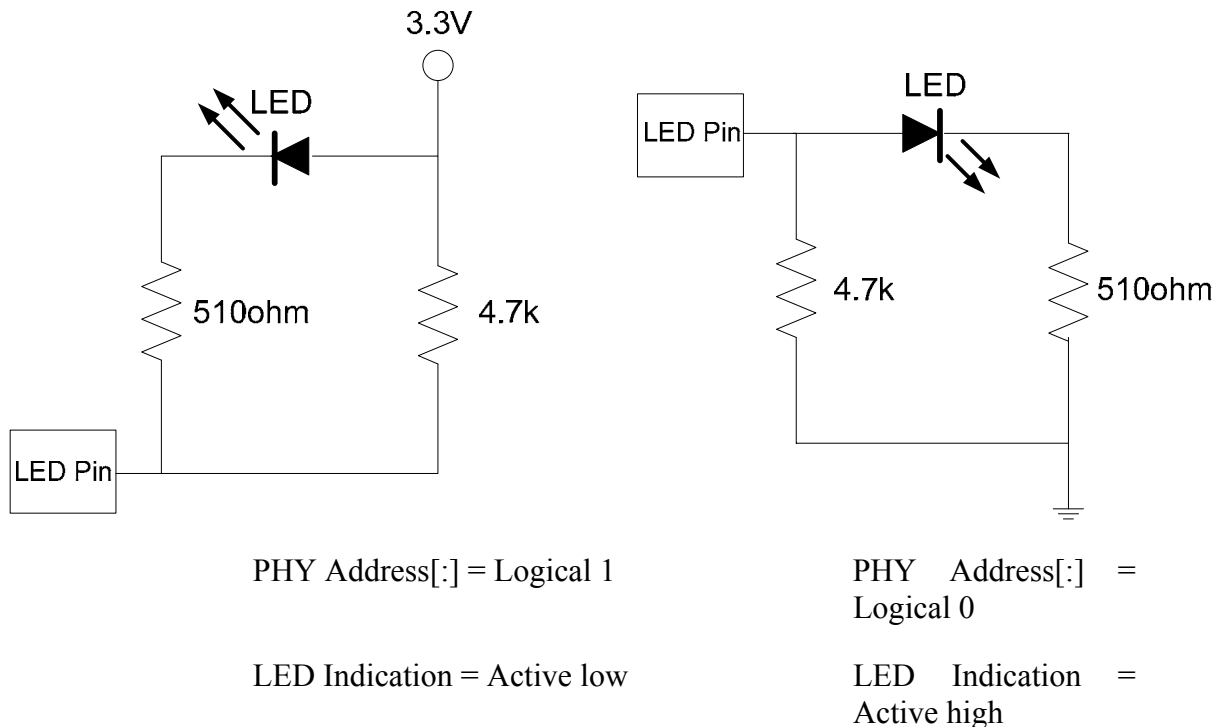 3.3V
LED
510ohm
4.7k
LED Pin
LED
LED Pin
4.7k
510ohm
PHY Address[:] = Logical 1
PHY Address[:] =
Logical 0
LED Indication = Active low
LED Indication =
Active high